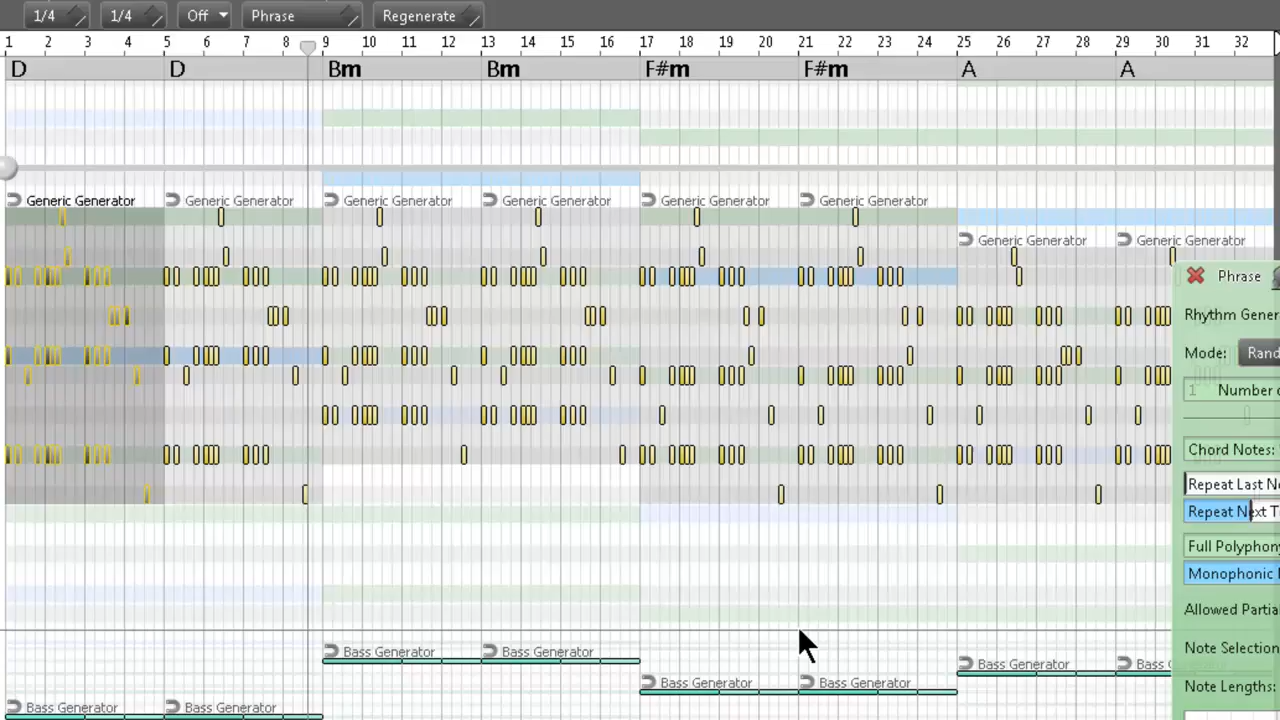 1/4 1/4 Off Phrase Regenerate
1 2 3 4 5 6 7 8 9 10 11 12 13 14 15 16 17 18 19 20 21 22 23 24 25 26 27 28 29 30 31 32
D D Bm Bm F#m F#m A A
Generic Generator Generic Generator Generic Generator Generic Generator Generic Generator Generic Generator
Generic Generator Generic Generator
Phrase
Rhythm Gener
Mode: Rand
1 Number o
Chord Notes:
Repeat Last No
Repeat Next T
Full Polyphon
Monophonic
Allowed Partia
Note Selection
Note Lengths:
Bass Generator Bass Generator
Bass Generator Bass
Bass Generator Bass Generator
Bass Generator Bass Generator